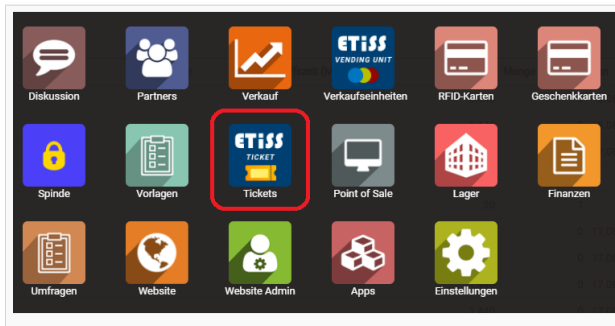 Diskussion
Partners
Verkauf
ETISS
VENDING UNIT
Verkaufseinheiten
RFID-Karten
Geschenkkarten
Spinde
Vorlagen
ETISS
TICKET
Tickets
Point of Sale
Lager
Finanzen
Umfragen
Website
Website Admin
Apps
Einstellungen